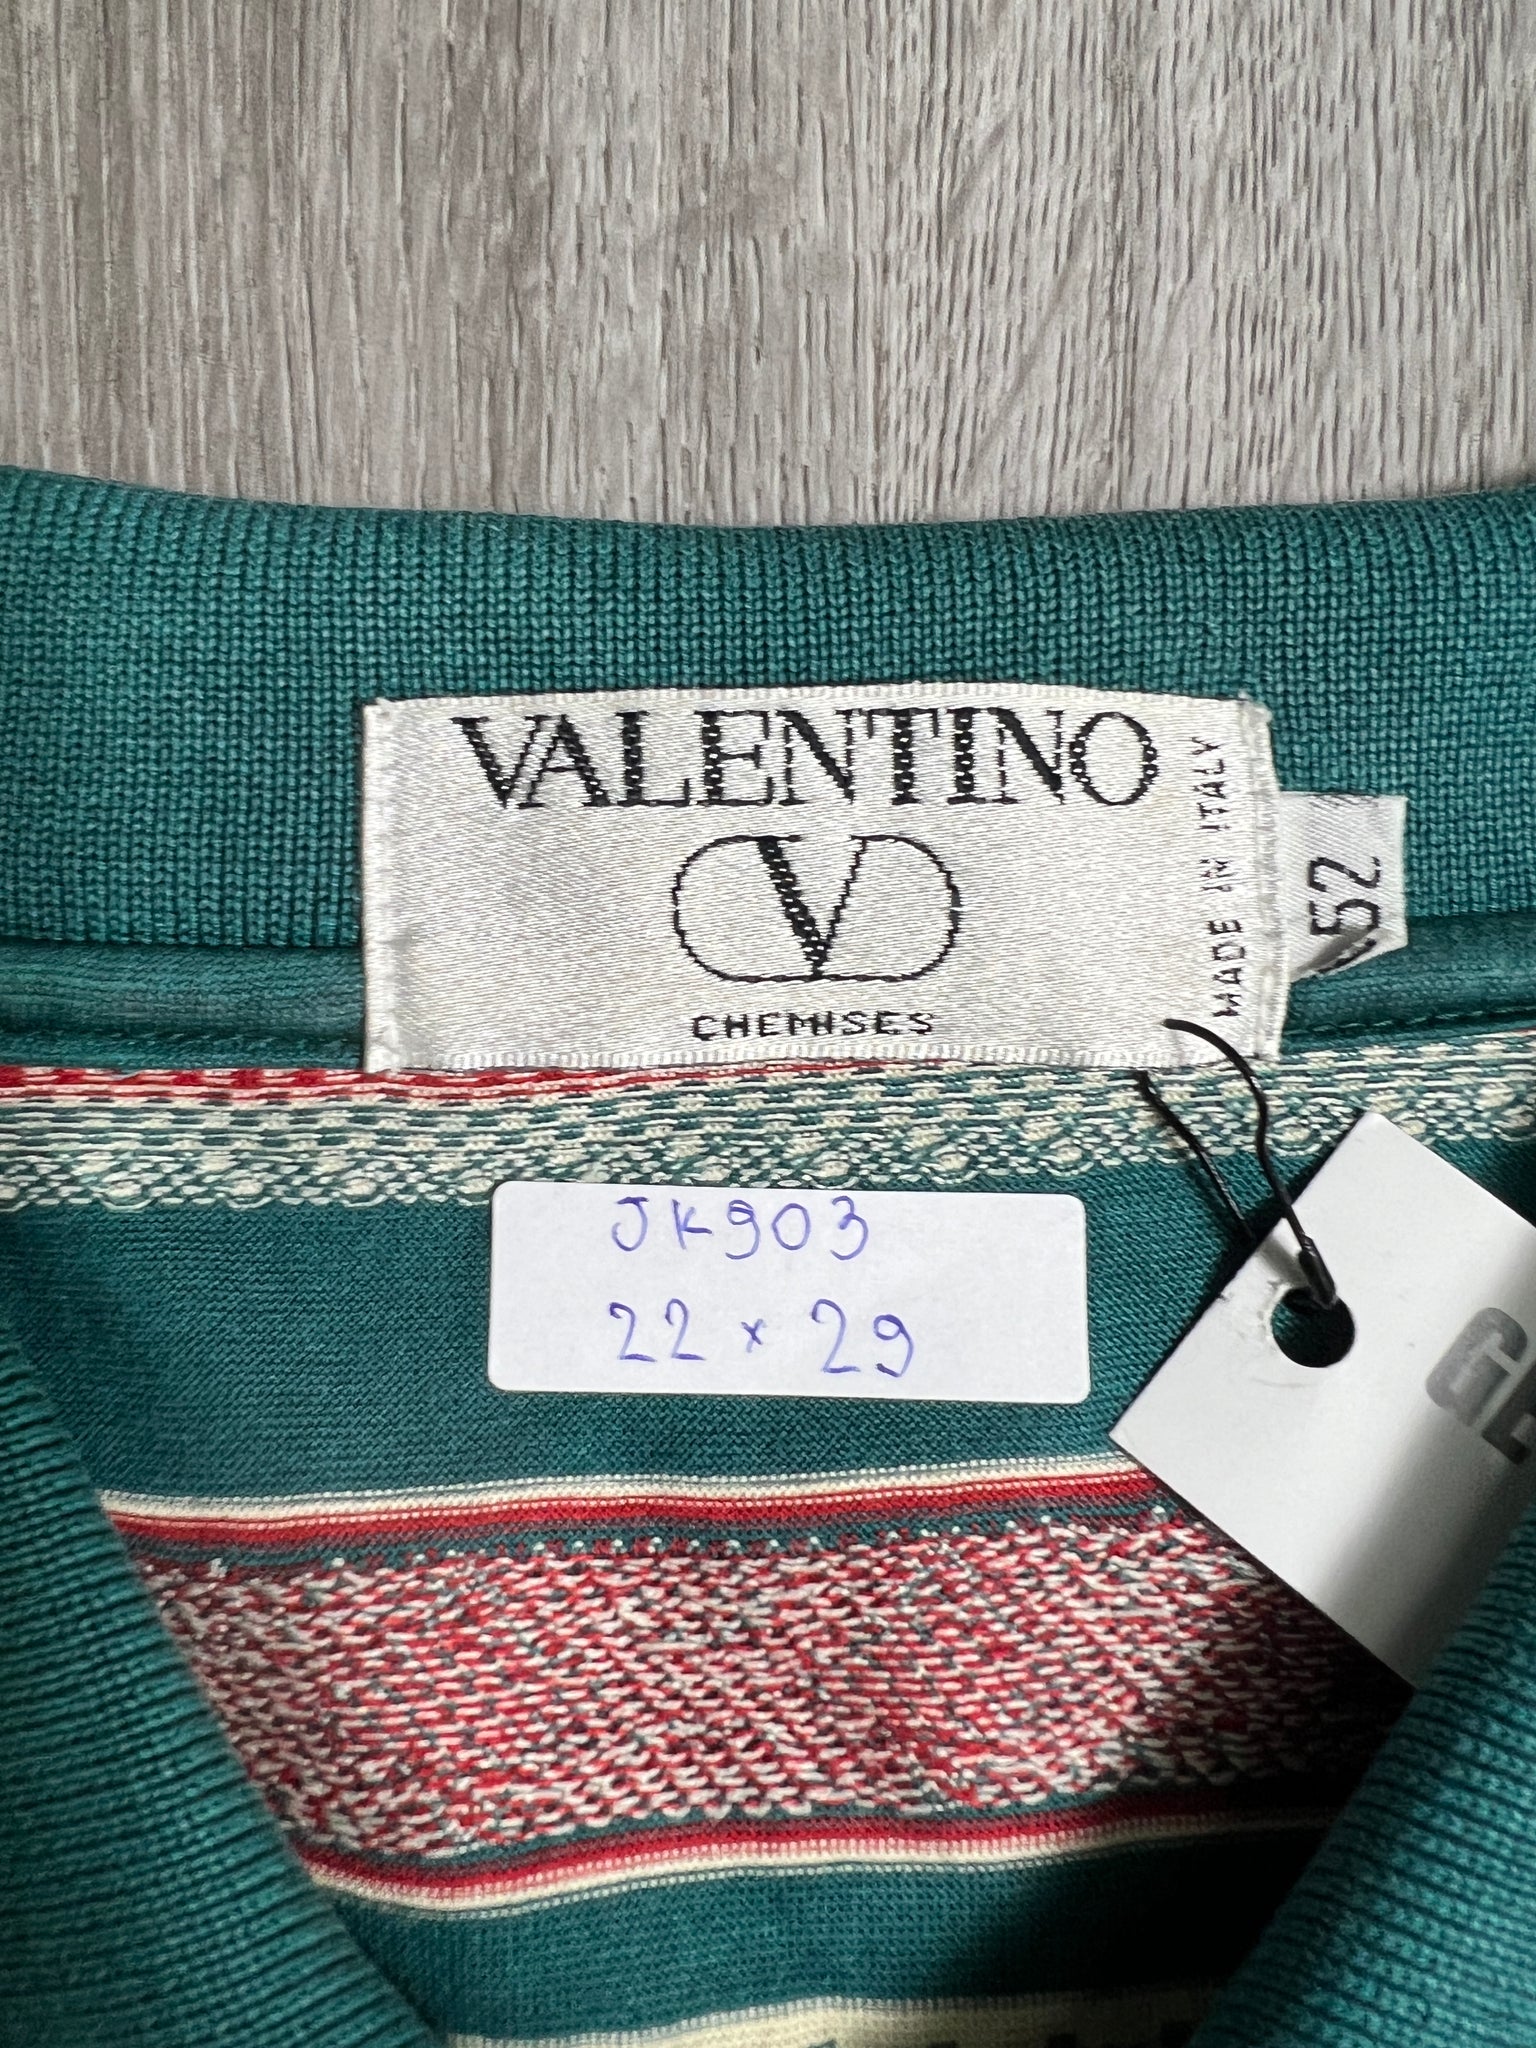 VALENTINO
V
CHEMISES
MADE IN ITALY
52
JK903
22 x 29